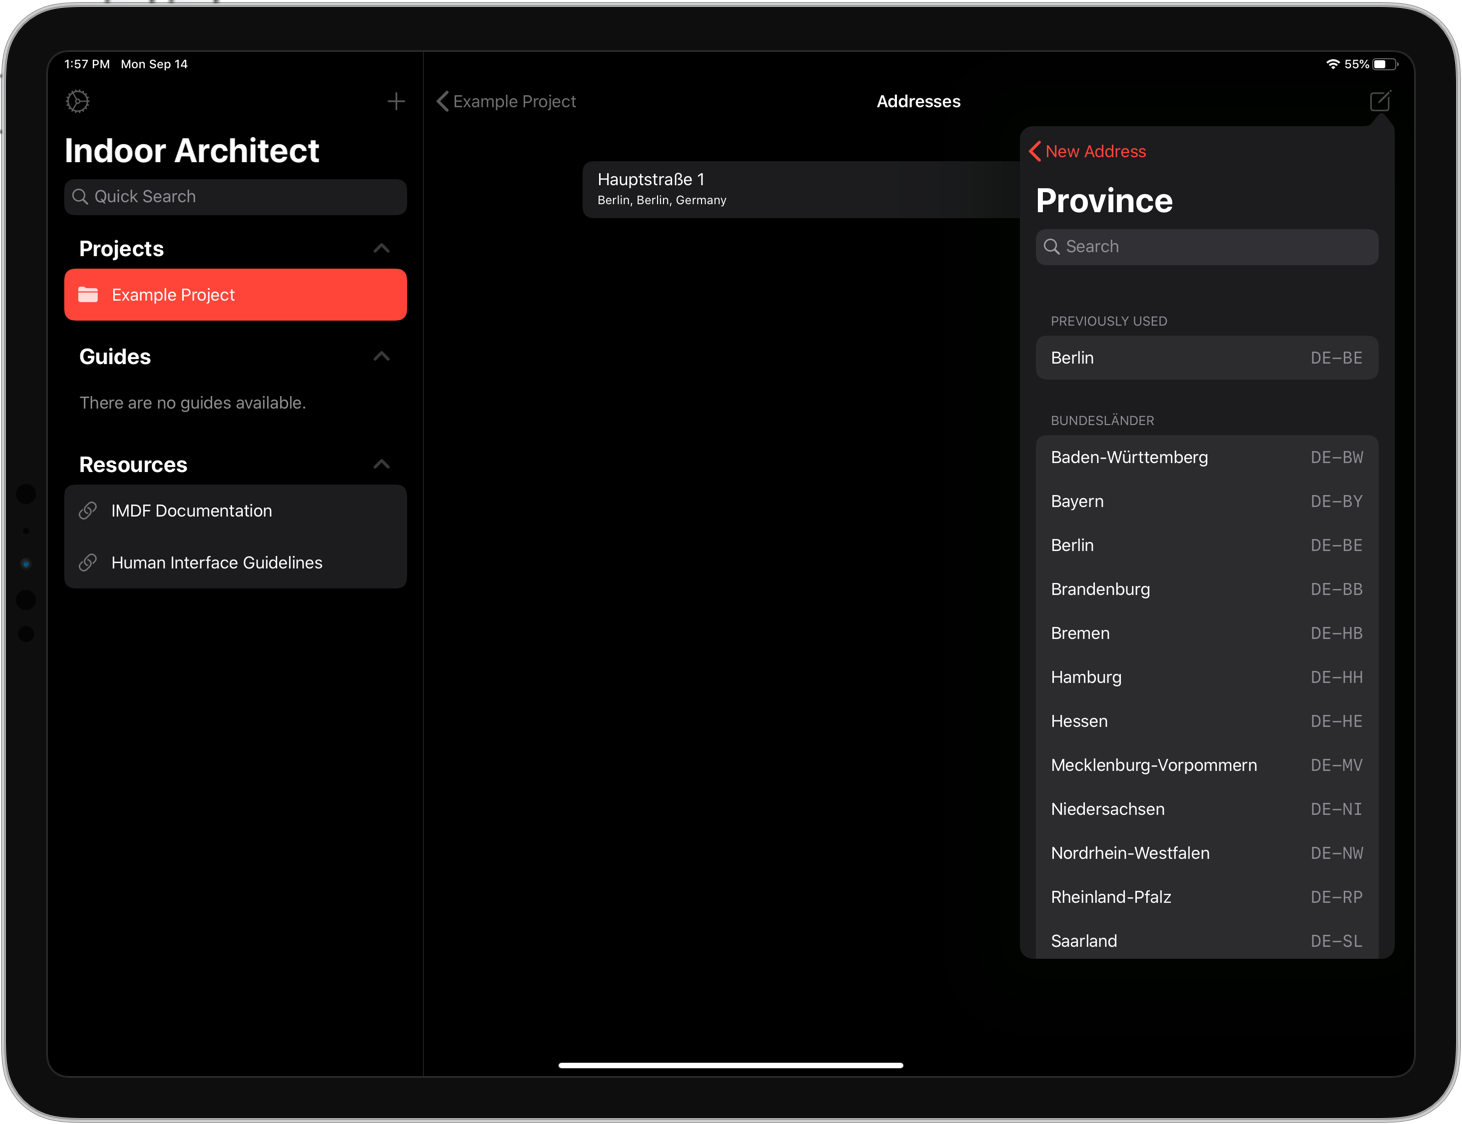 1:57 PM Mon Sep 14
55%
Indoor Architect
Quick Search
Projects
Example Project
Guides
There are no guides available.
Resources
IMDF Documentation
Human Interface Guidelines
Example Project
Addresses
Hauptstraße 1
Berlin, Berlin, Germany
New Address
Province
Search
PREVIOUSLY USED
Berlin DE–BE
BUNDESLÄNDER
Baden-Württemberg DE–BW
Bayern DE–BY
Berlin DE–BE
Brandenburg DE–BB
Bremen DE–HB
Hamburg DE–HH
Hessen DE–HE
Mecklenburg-Vorpommern DE–MV
Niedersachsen DE–NI
Nordrhein-Westfalen DE–NW
Rheinland-Pfalz DE–RP
Saarland DE–SL